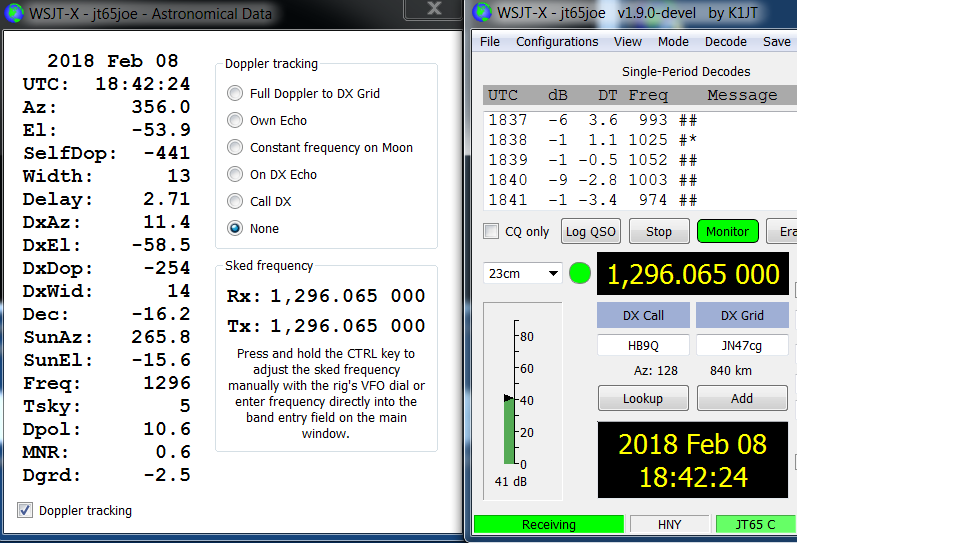 WSJT-X - jt65joe - Astronomical Data
2018 Feb 08
UTC: 18:42:24
Az: 356.0
El: -53.9
SelfDop: -441
Width: 13
Delay: 2.71
DxAz: 11.4
DxEl: -58.5
DxDop: -254
DxWid: 14
Dec: -16.2
SunAz: 265.8
SunEl: -15.6
Freq: 1296
Tsky: 5
Dpol: 10.6
MNR: 0.6
Dgrd: -2.5
Doppler tracking
Doppler tracking
Full Doppler to DX Grid
Own Echo
Constant frequency on Moon
On DX Echo
Call DX
None
Sked frequency
Rx: 1,296.065 000
Tx: 1,296.065 000
Press and hold the CTRL key to
adjust the sked frequency
manually with the rig's VFO dial or
enter frequency directly into the
band entry field on the main
window.
WSJT-X - jt65joe v1.9.0-devel by K1JT
File Configurations View Mode Decode Save
Single-Period Decodes
UTC dB DT Freq Message
1837 -6 3.6 993 ##
1838 -1 1.1 1025 #*
1839 -1 -0.5 1052 ##
1840 -9 -2.8 1003 ##
1841 -1 -3.4 974 ##
CQ only Log QSO Stop Monitor Era
23cm 1,296.065 000
DX Call DX Grid
HB9Q JN47cg
Az: 128 840 km
Lookup Add
80
60
40
20
0
41 dB
2018 Feb 08
18:42:24
Receiving HNY JT65 C